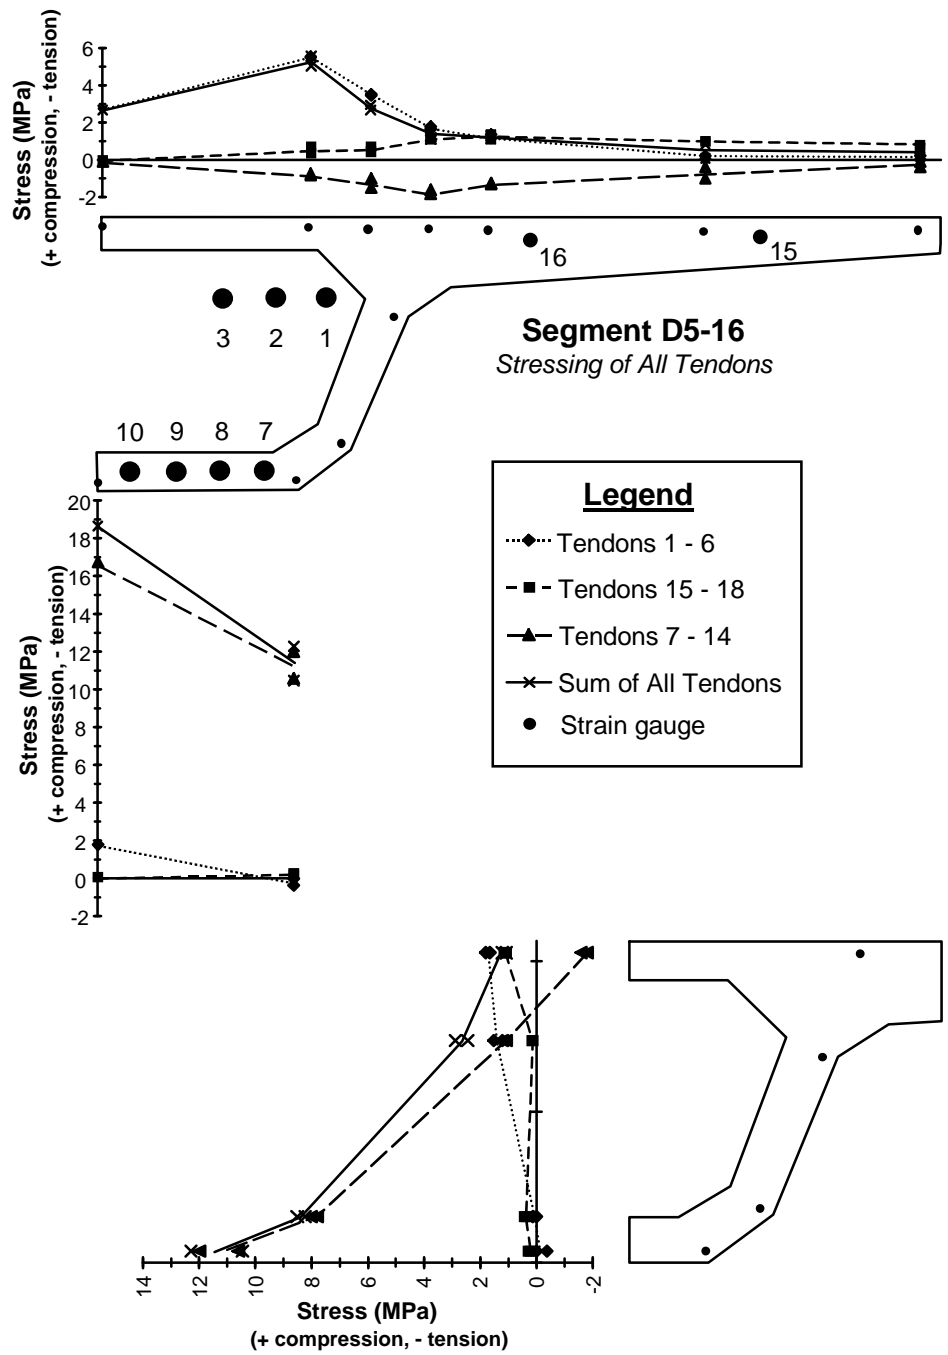 6
4
2
0
-2
Stress (MPa)
(+ compression, - tension)
16
15
3 2 1
Segment D5-16
Stressing of All Tendons
10 9 8 7
20
18
16
14
12
10
8
6
4
2
0
-2
Stress (MPa)
(+ compression, - tension)
Legend
Tendons 1 - 6
Tendons 15 - 18
Tendons 7 - 14
Sum of All Tendons
Strain gauge
14 12 10 8 6 4 2 0 -2
Stress (MPa)
(+ compression, - tension)